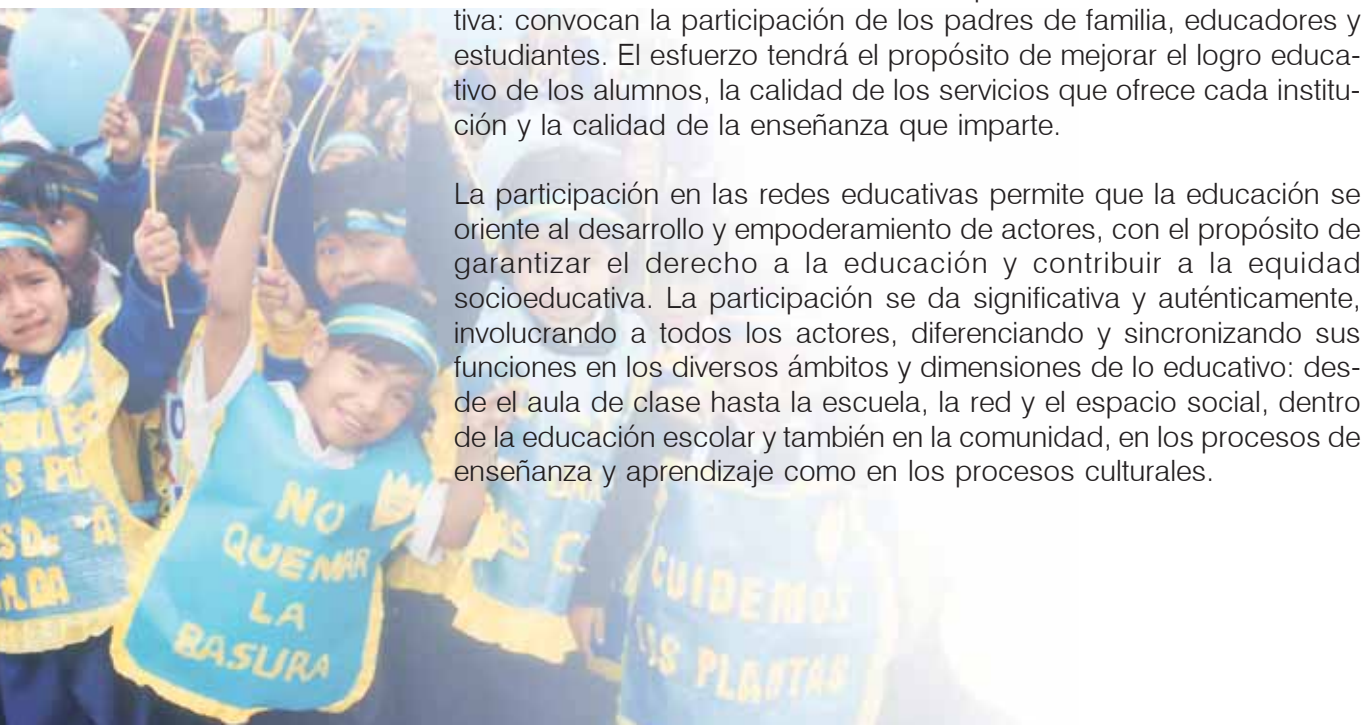 tiva: convocan la participación de los padres de familia, educadores y
estudiantes. El esfuerzo tendrá el propósito de mejorar el logro educa-
tivo de los alumnos, la calidad de los servicios que ofrece cada institu-
ción y la calidad de la enseñanza que imparte.
La participación en las redes educativas permite que la educación se
oriente al desarrollo y empoderamiento de actores, con el propósito de
garantizar el derecho a la educación y contribuir a la equidad
socioeducativa. La participación se da significativa y auténticamente,
involucrando a todos los actores, diferenciando y sincronizando sus
funciones en los diversos ámbitos y dimensiones de lo educativo: des-
de el aula de clase hasta la escuela, la red y el espacio social, dentro
de la educación escolar y también en la comunidad, en los procesos de
enseñanza y aprendizaje como en los procesos culturales.
NO
QUEMAR
LA
BASURA
CUIDEMOS
LAS PLANTAS